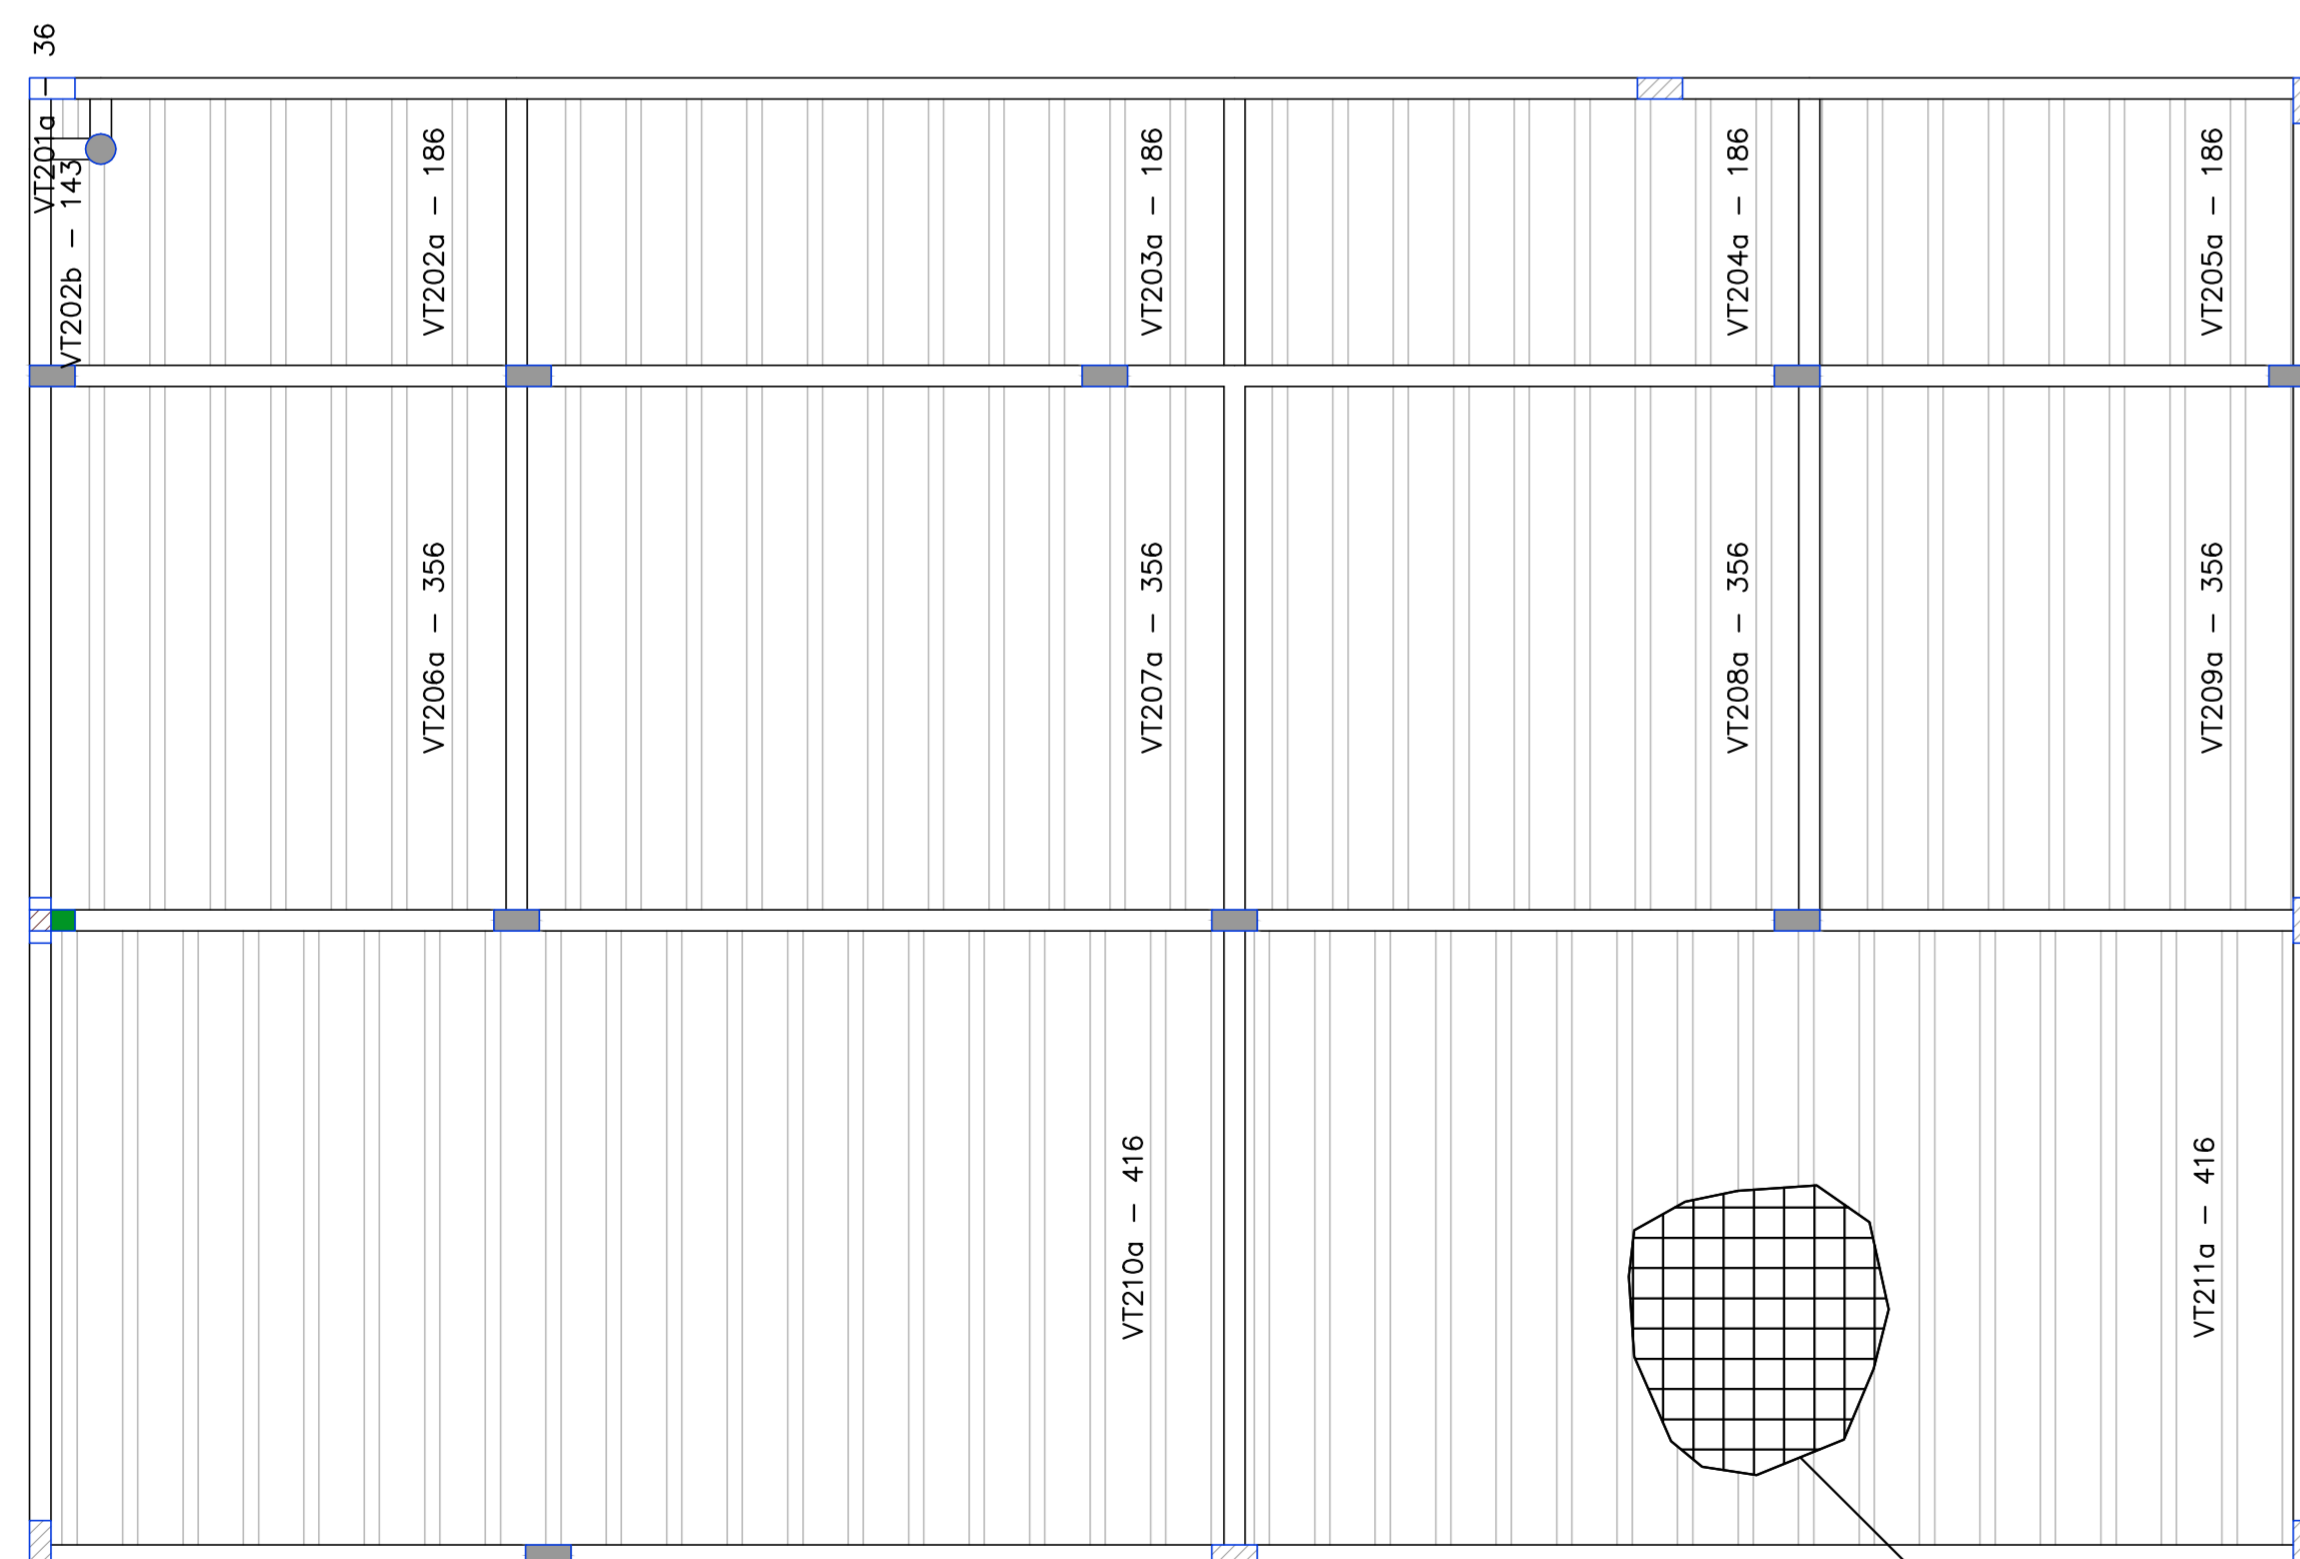 VT201a - 36
VT202b - 143
VT202a - 186
VT203a - 186
VT204a - 186
VT205a - 186
VT206a - 356
VT207a - 356
VT208a - 356
VT209a - 356
VT210a - 416
VT211a - 416